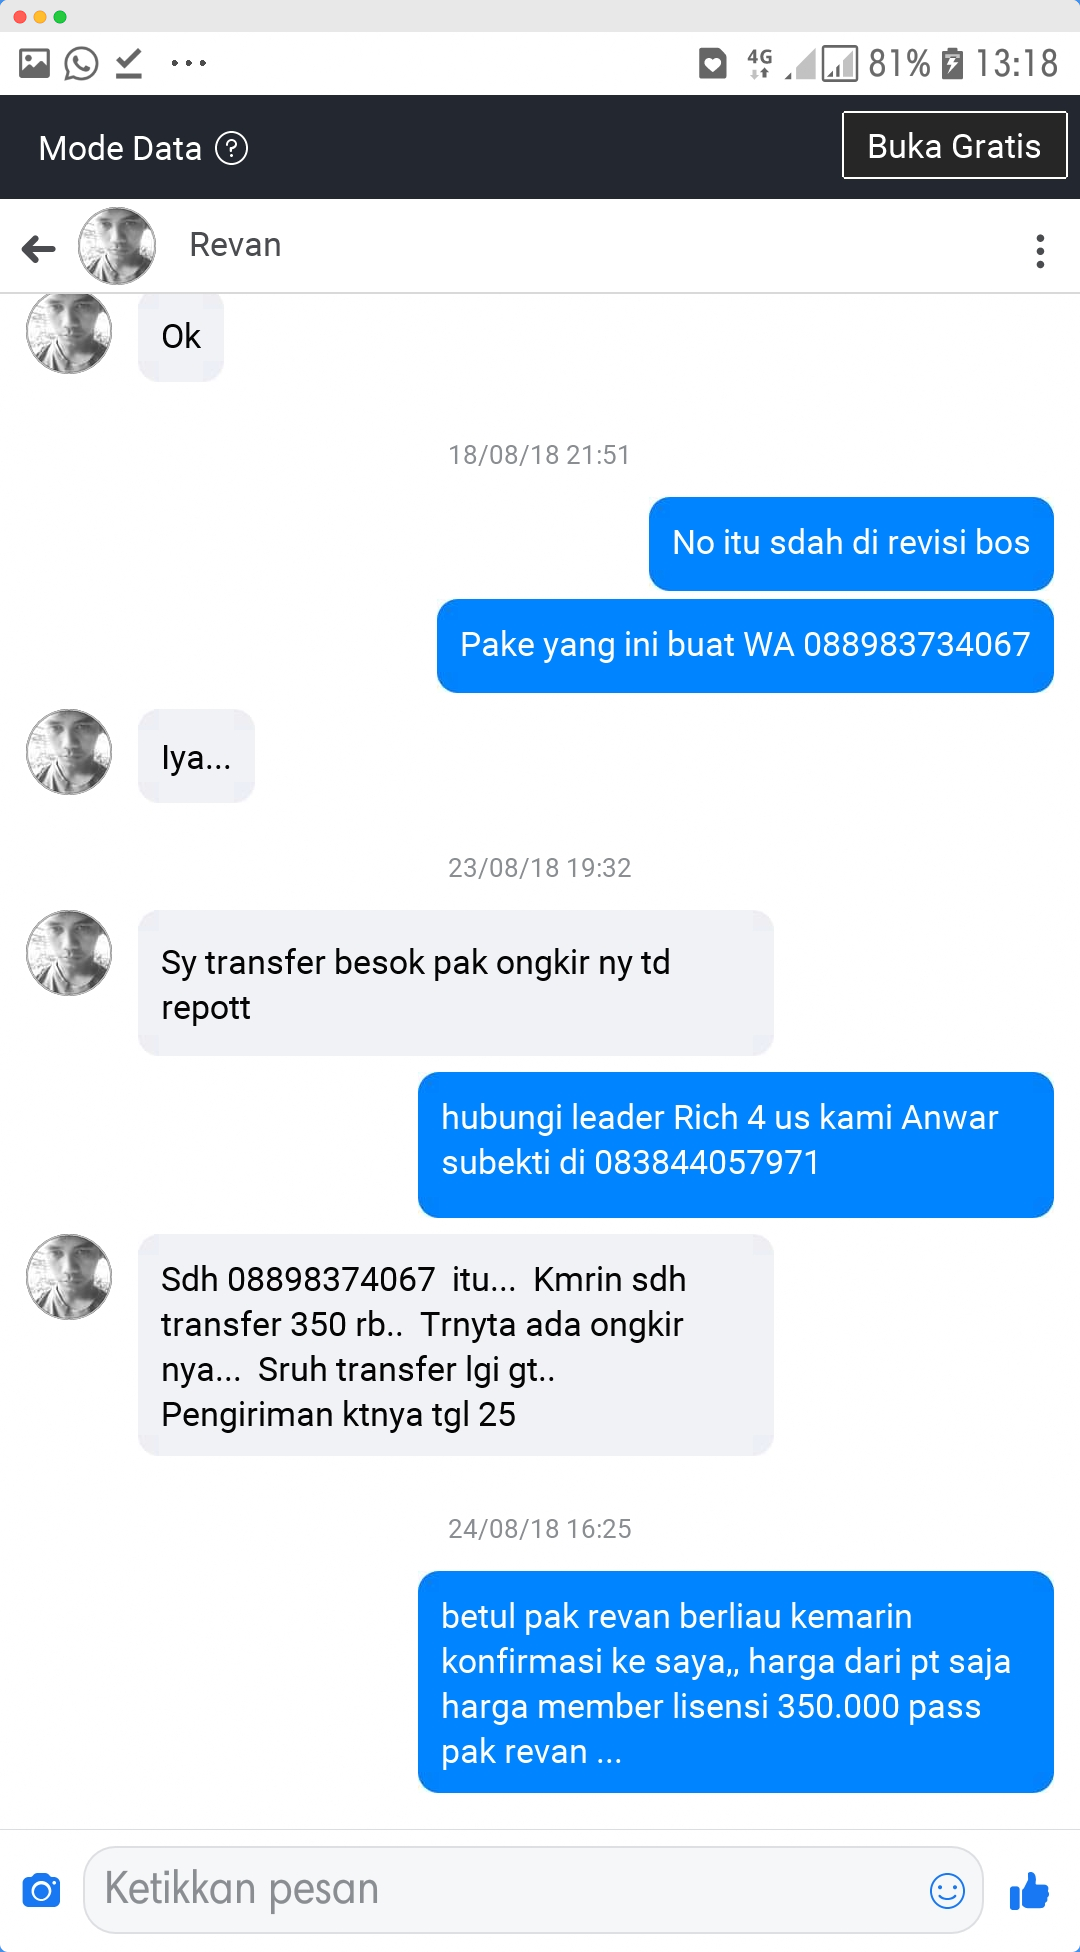 4G 81% 13:18
Mode Data ? Buka Gratis
Revan
Ok
18/08/18 21:51
No itu sdah di revisi bos
Pake yang ini buat WA 088983734067
Iya...
23/08/18 19:32
Sy transfer besok pak ongkir ny td
repott
hubungi leader Rich 4 us kami Anwar
subekti di 083844057971
Sdh 08898374067 itu... Kmrin sdh
transfer 350 rb.. Trnyta ada ongkir
nya... Sruh transfer lgi gt..
Pengiriman ktnya tgl 25
24/08/18 16:25
betul pak revan berliau kemarin
konfirmasi ke saya,, harga dari pt saja
harga member lisensi 350.000 pass
pak revan ...
Ketikkan pesan